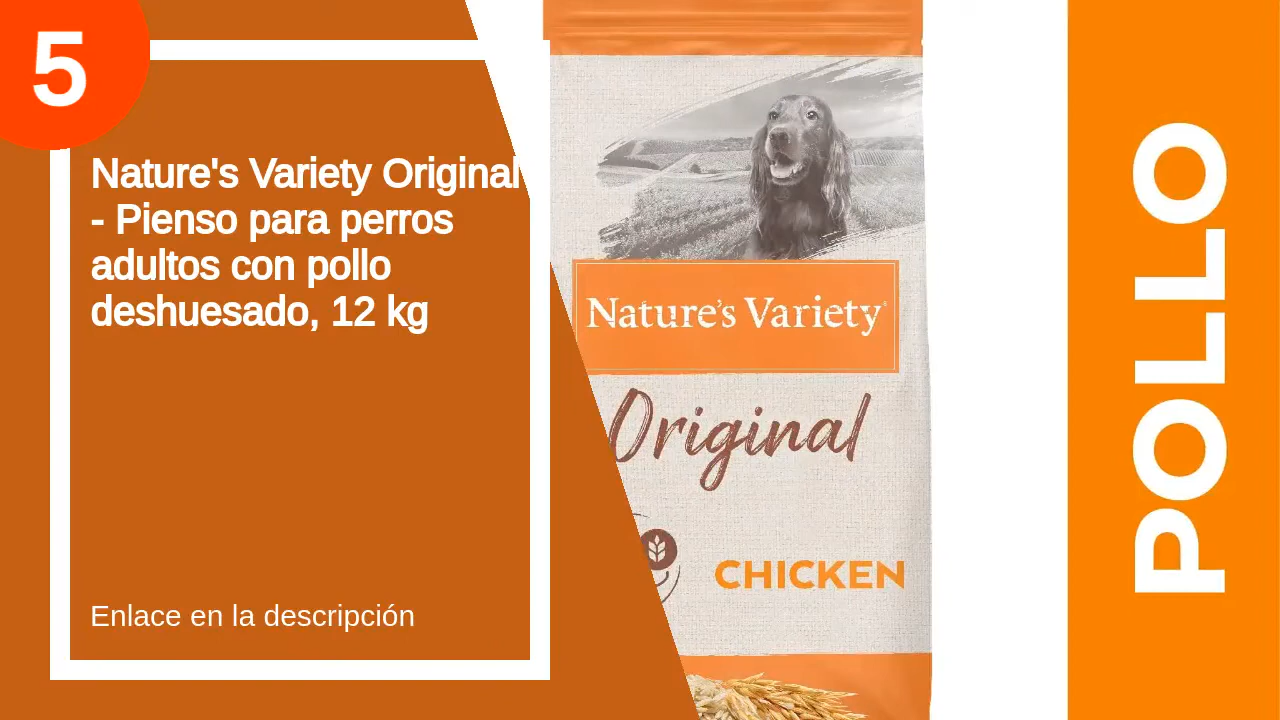 5
Nature's Variety Original
- Pienso para perros
adultos con pollo
deshuesado, 12 kg
Enlace en la descripción
Nature's Variety
Original
CHICKEN
POLLO